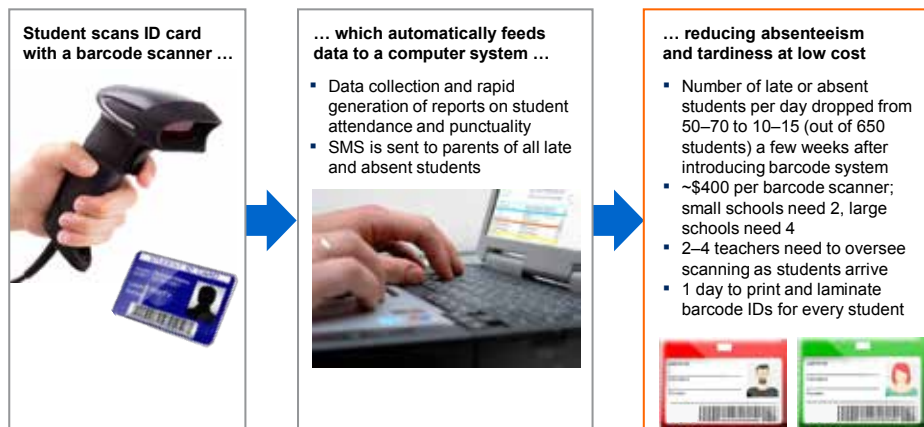 Student scans ID card
with a barcode scanner …
STUDENT ID CARD
… which automatically feeds
data to a computer system …
▪ Data collection and rapid
generation of reports on student
attendance and punctuality
▪ SMS is sent to parents of all late
and absent students
… reducing absenteeism
and tardiness at low cost
▪ Number of late or absent
students per day dropped from
50–70 to 10–15 (out of 650
students) a few weeks after
introducing barcode system
▪ ~$400 per barcode scanner;
small schools need 2, large
schools need 4
▪ 2–4 teachers need to oversee
scanning as students arrive
▪ 1 day to print and laminate
barcode IDs for every student